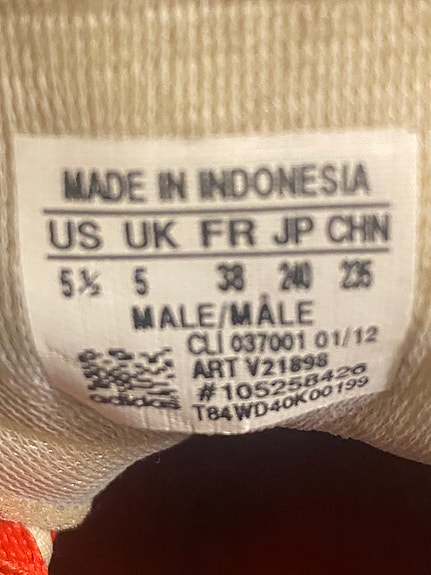 MADE IN INDONESIA
US UK FR JP CHN
5½ 5 38 240 235
MALE/MÂLE
CLI 037001 01/12
ART V21898
#105258426
adidas T84WD40K00199